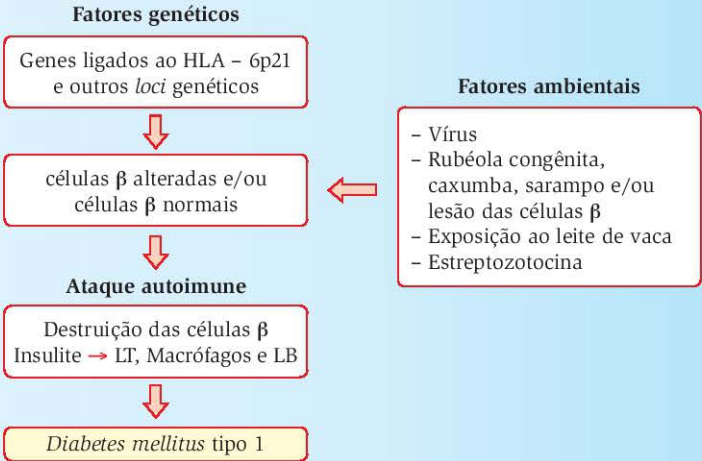 Fatores genéticos
Genes ligados ao HLA – 6p21
e outros loci genéticos
células β alteradas e/ou
células β normais
Ataque autoimune
Destruição das células β
Insulite → LT, Macrófagos e LB
Diabetes mellitus tipo 1
Fatores ambientais
– Vírus
– Rubéola congênita,
caxumba, sarampo e/ou
lesão das células β
– Exposição ao leite de vaca
– Estreptozotocina